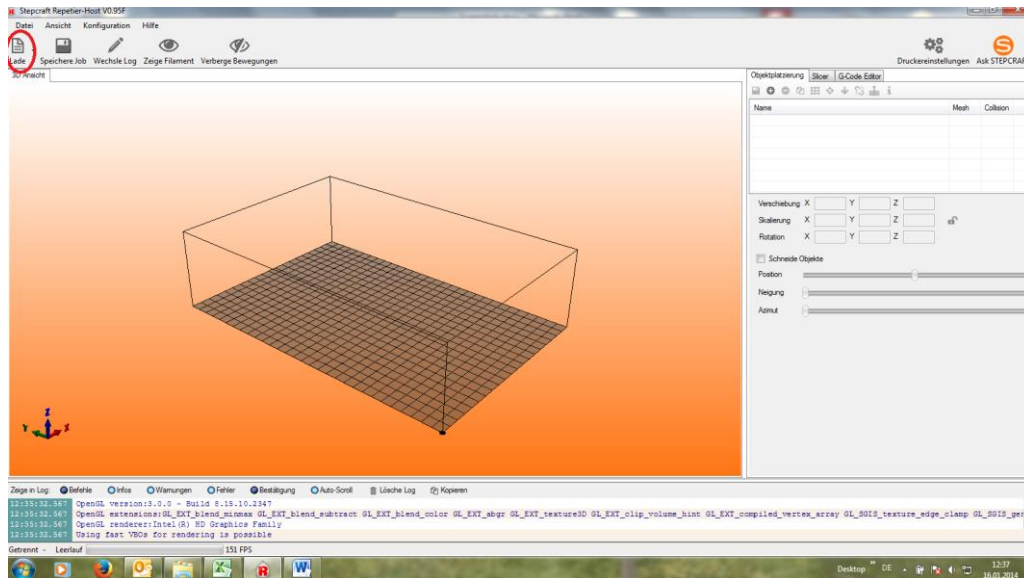 Stepcraft Repetier-Host V0.95F
Datei Ansicht Konfiguration Hilfe
Lade Speichere Job Wechsle Log Zeige Filament Verberge Bewegungen Druckereinstellungen Ask STEPCRAF
3D Ansicht
Objektplatzierung Slicer G-Code Editor
Name Mesh Collision
Verschiebung X Y Z
Skalierung X Y Z
Rotation X Y Z
Schneide Objekte
Position
Neigung
Azimut
Z
Y X
Zeige in Log: Befehle Infos Warnungen Fehler Bestätigung Auto-Scroll Lösche Log Kopieren
12:35:32.567 OpenGL version:3.0.0 - Build 8.15.10.2347
12:35:32.567 OpenGL extensions:GL_EXT_blend_minmax GL_EXT_blend_subtract GL_EXT_blend_color GL_EXT_abgr GL_EXT_texture3D GL_EXT_clip_volume_hint GL_EXT_compiled_vertex_array GL_SGIS_texture_edge_clamp GL_SGIS_gen
12:35:32.567 OpenGL renderer:Intel(R) HD Graphics Family
12:35:32.567 Using fast VBOs for rendering is possible
Getrennt - Leerlauf 151 FPS
Desktop » DE 12:37
16.01.2014